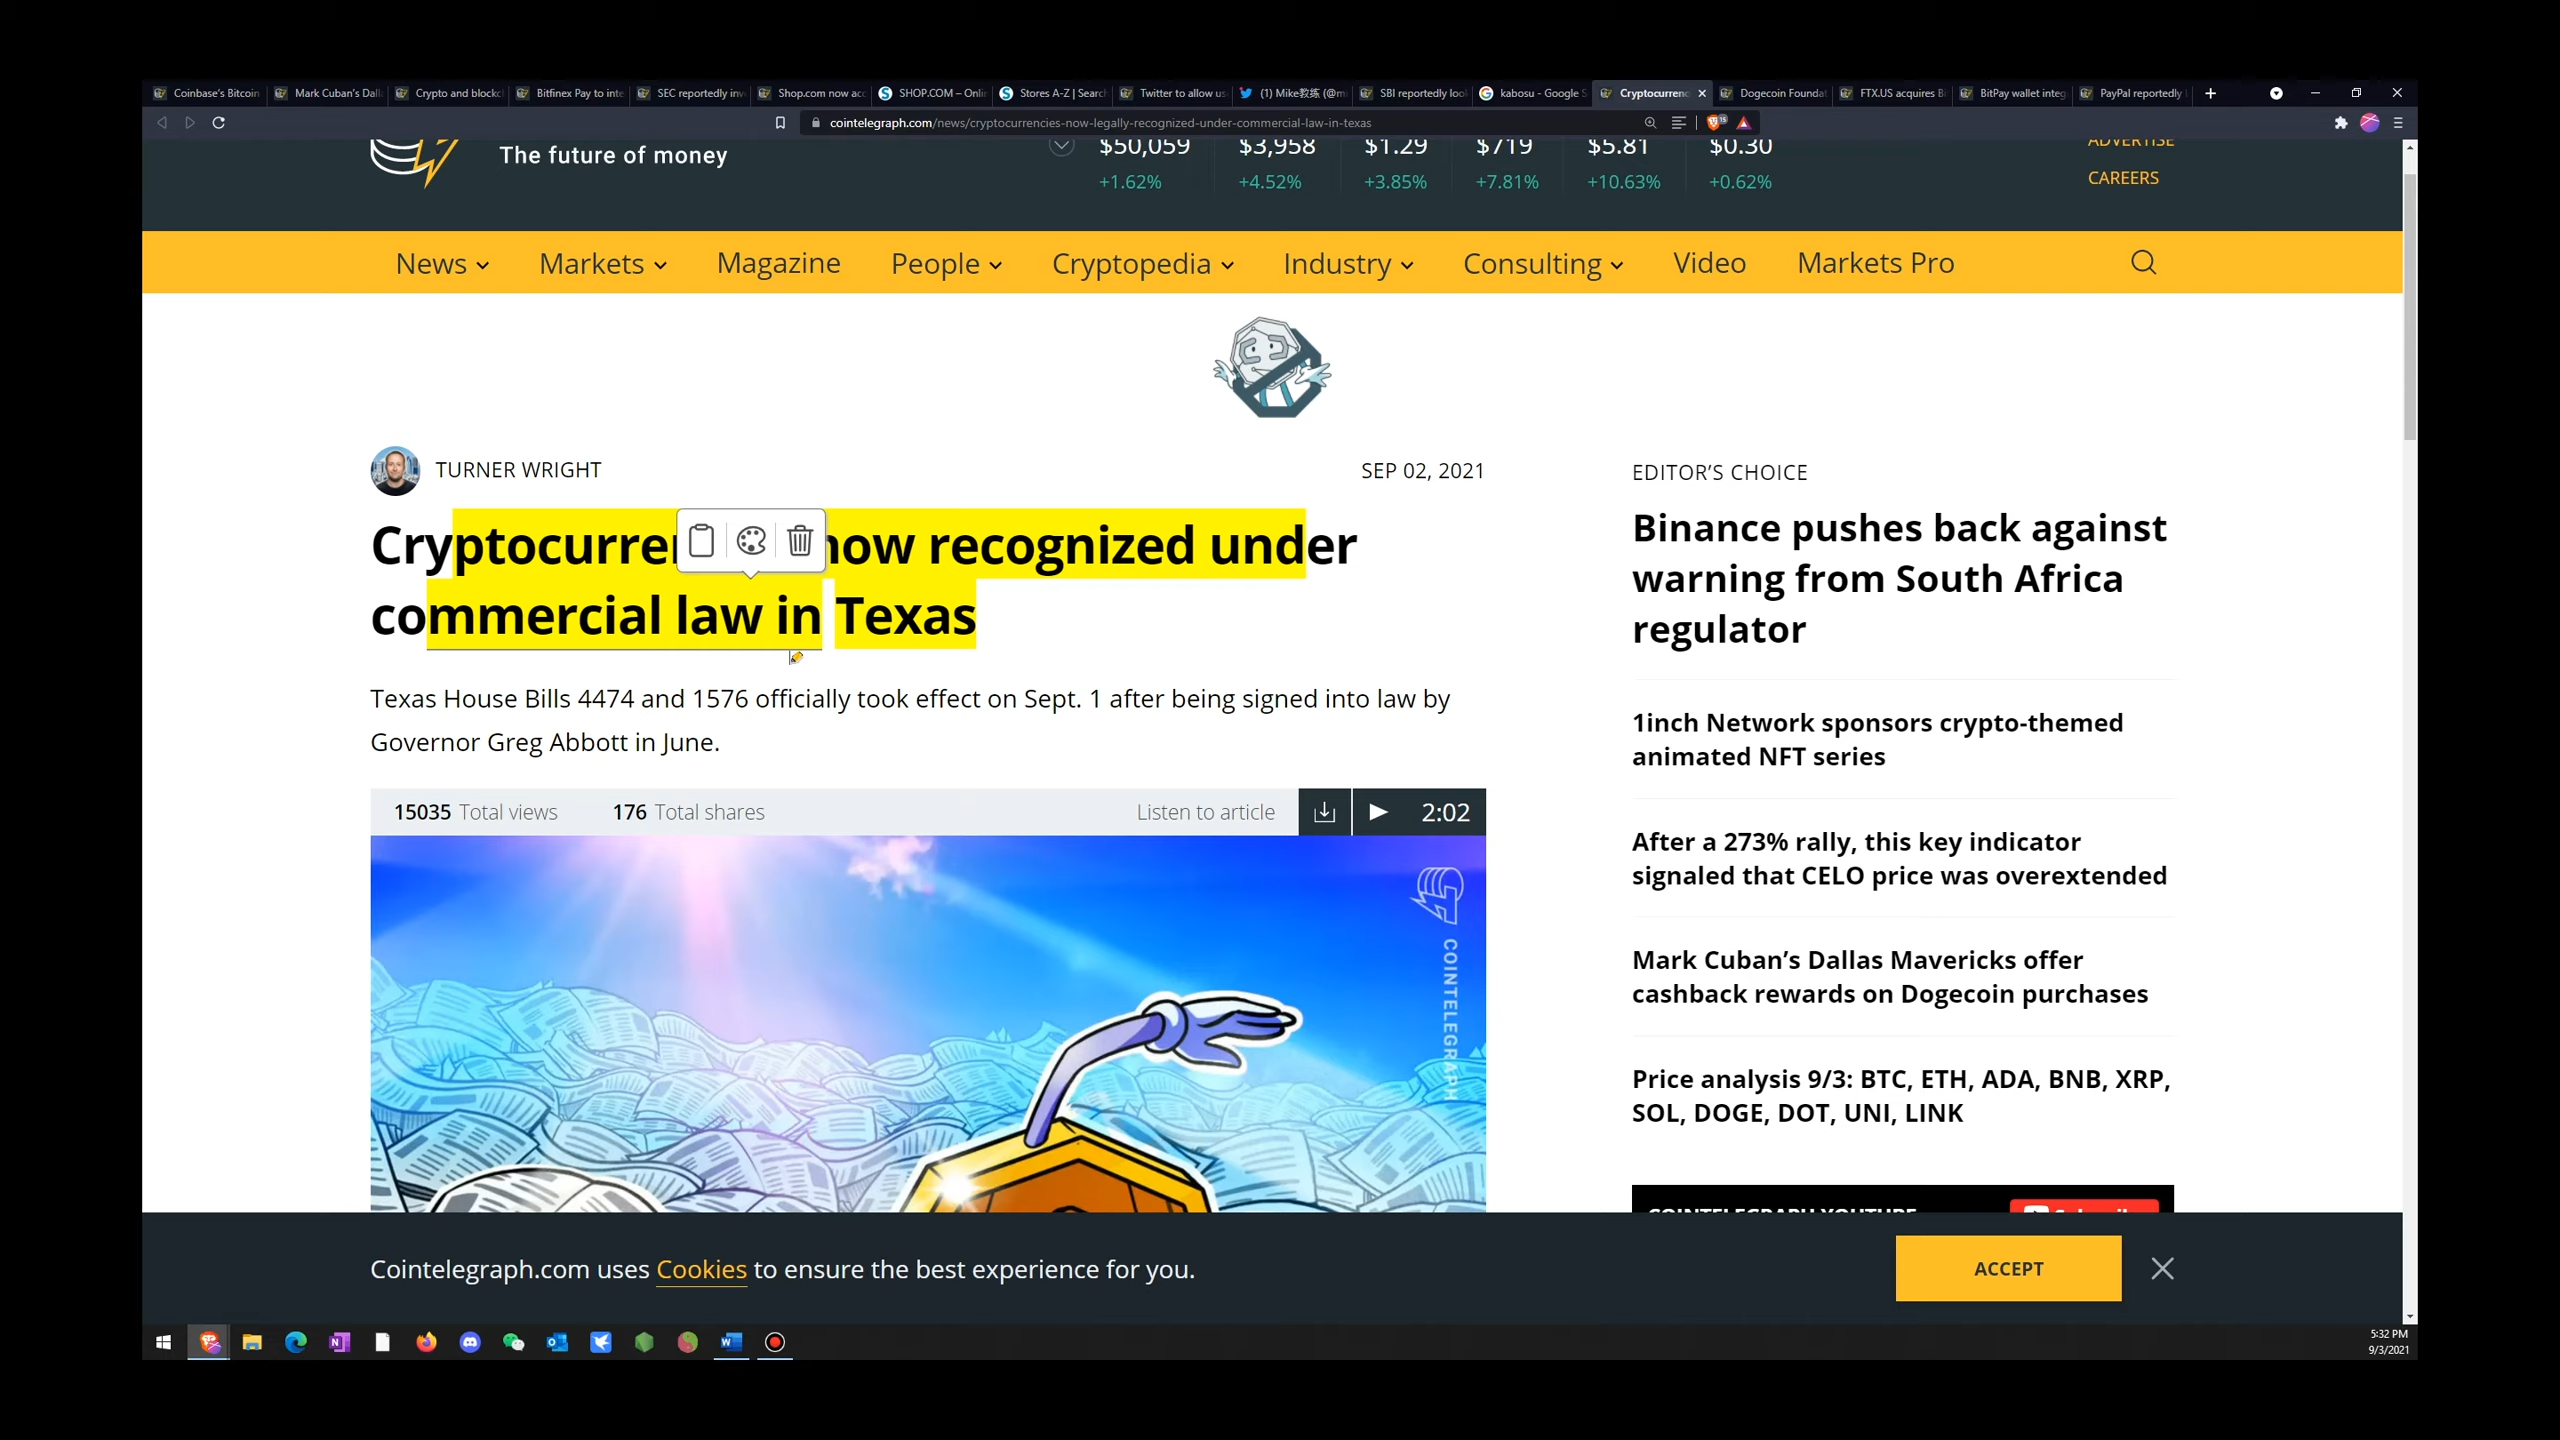 Coinbase's Bitcoin
Mark Cuban's Dall
Crypto and blockc
Bitfinex Pay to inte
SEC reportedly inv
Shop.com now acc
SHOP.COM – Onli
Stores A-Z | Search
Twitter to allow us
(1) Mike教练 (@m
SBI reportedly loo
kabosu - Google S
Cryptocurrenc
Dogecoin Foundat
FTX.US acquires B
BitPay wallet integ
PayPal reportedly
cointelegraph.com/news/cryptocurrencies-now-legally-recognized-under-commercial-law-in-texas
The future of money
$50,059 $3,958 $1.29 $719 $5.81 $0.30
+1.62% +4.52% +3.85% +7.81% +10.63% +0.62%
ADVERTISE
CAREERS
News Markets Magazine People Cryptopedia Industry Consulting Video Markets Pro
TURNER WRIGHT
SEP 02, 2021
Cryptocurren now recognized under
commercial law in Texas
Texas House Bills 4474 and 1576 officially took effect on Sept. 1 after being signed into law by
Governor Greg Abbott in June.
15035 Total views 176 Total shares Listen to article 2:02
COINTELEGRAPH
EDITOR'S CHOICE
Binance pushes back against
warning from South Africa
regulator
1inch Network sponsors crypto-themed
animated NFT series
After a 273% rally, this key indicator
signaled that CELO price was overextended
Mark Cuban's Dallas Mavericks offer
cashback rewards on Dogecoin purchases
Price analysis 9/3: BTC, ETH, ADA, BNB, XRP,
SOL, DOGE, DOT, UNI, LINK
COINTELEGRAPH YOUTUBE
Cointelegraph.com uses Cookies to ensure the best experience for you.
ACCEPT
5:32 PM
9/3/2021